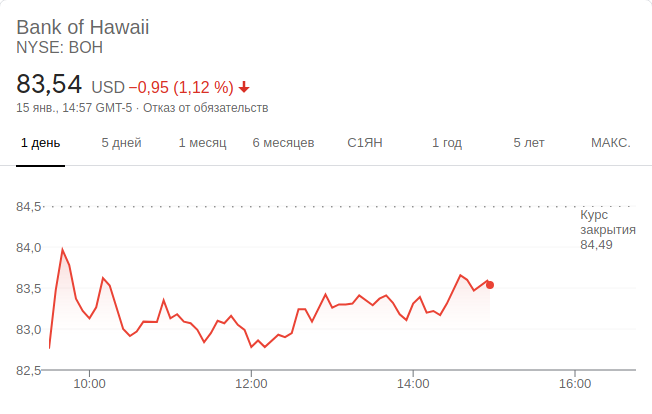 Bank of Hawaii
NYSE: BOH
83,54 USD −0,95 (1,12 %)
15 янв., 14:57 GMT-5 · Отказ от обязательств
1 день 5 дней 1 месяц 6 месяцев С1ЯН 1 год 5 лет МАКС.
84,5
Курс
закрытия
84,49
84,0
83,5
83,0
82,5
10:00 12:00 14:00 16:00